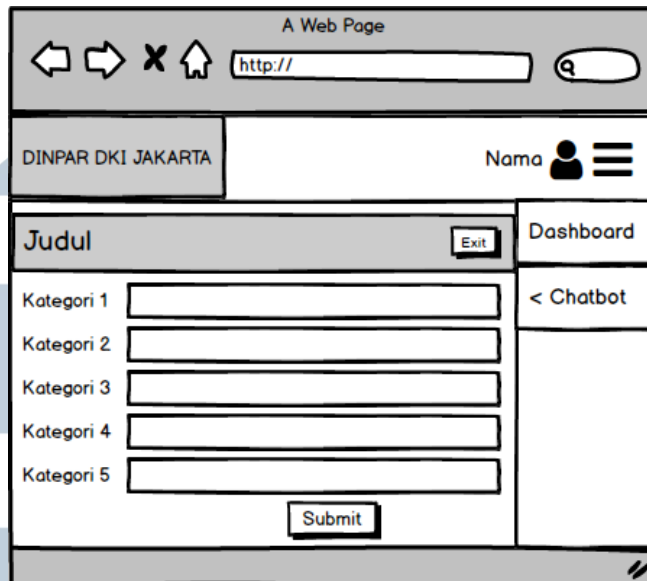 A Web Page
http://
DINPAR DKI JAKARTA
Nama
Judul
Exit
Dashboard
< Chatbot
Kategori 1
Kategori 2
Kategori 3
Kategori 4
Kategori 5
Submit